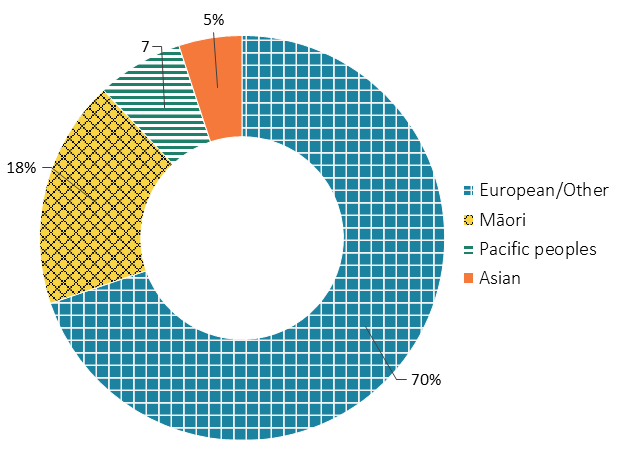 5%
7
18%
70%
European/Other
Māori
Pacific peoples
Asian